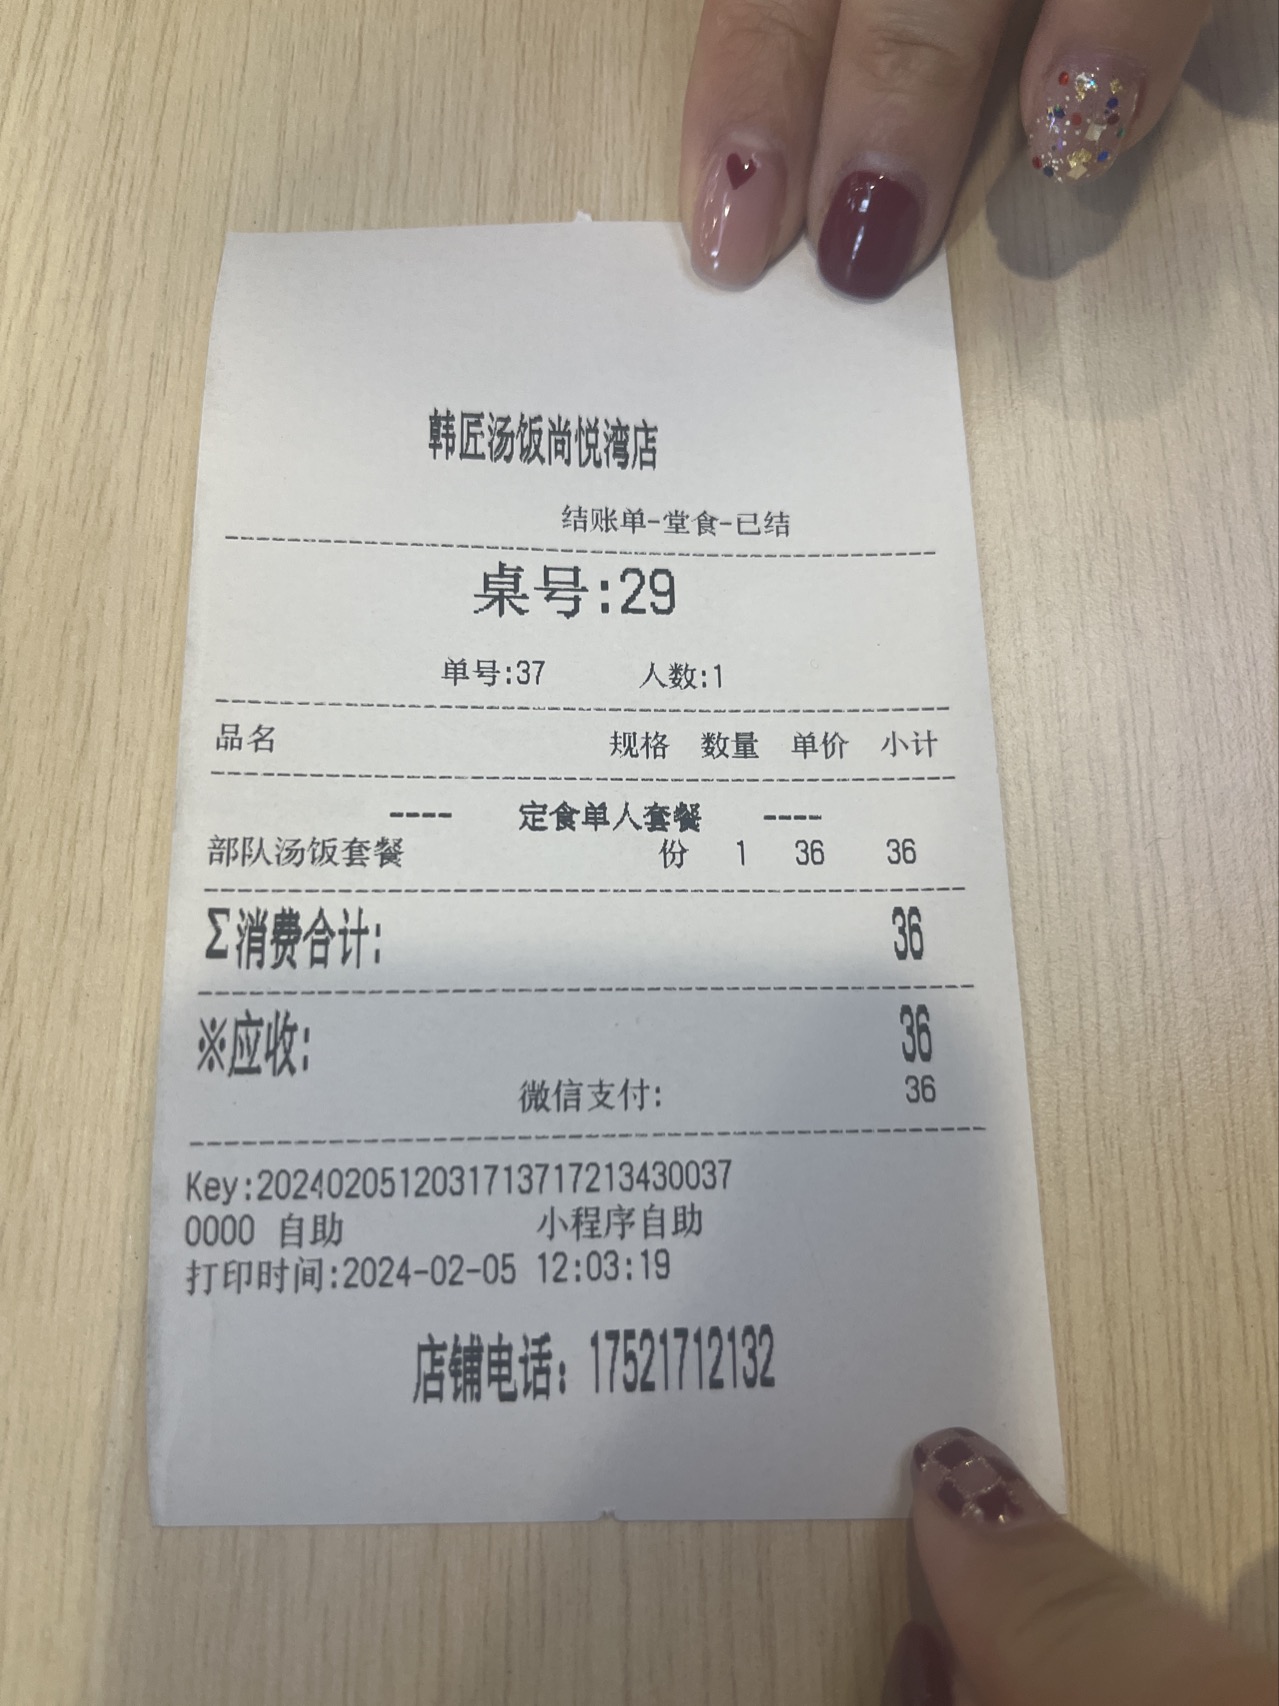 韩匠汤饭尚悦湾店
结账单-堂食-已结
桌号:29
单号:37 人数:1
品名 规格 数量 单价 小计
---- 定食单人套餐 ----
部队汤饭套餐 份 1 36 36
Σ消费合计: 36
※应收: 36
微信支付: 36
Key:20240205120317137172134300​37
0000 自助 小程序自助
打印时间:2024-02-05 12:03:19
店铺电话：17521712132